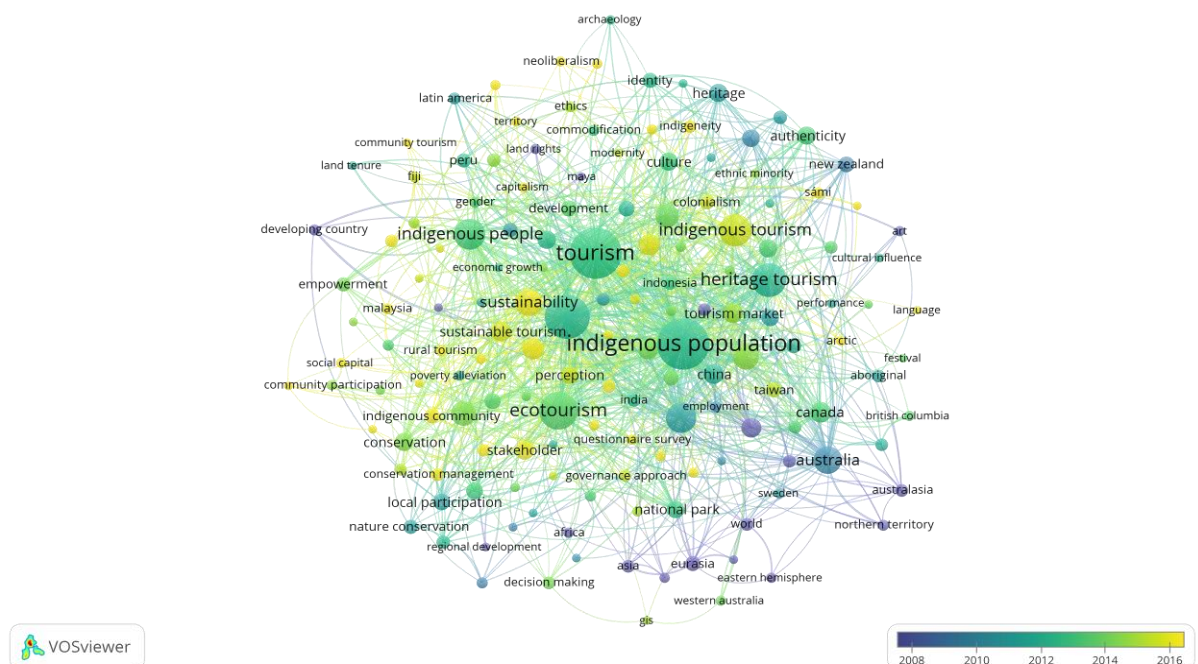 archaeology
neoliberalism
identity
heritage
latin america
ethics
territory
commodification
indigeneity
authenticity
community tourism
land rights
modernity
culture
land tenure
peru
new zealand
fiji
maya
ethnic minority
capitalism
sámi
gender
development
colonialism
developing country
indigenous people
indigenous tourism
art
tourism
cultural influence
economic growth
indonesia
heritage tourism
empowerment
malaysia
sustainability
tourism market
performance
language
sustainable tourism.
indigenous population
arctic
rural tourism
social capital
festival
community participation
poverty alleviation
perception
china
aboriginal
taiwan
india
employment
indigenous community
ecotourism
canada
british columbia
conservation
questionnaire survey
stakeholder
australia
conservation management
governance approach
local participation
sweden
australasia
national park
nature conservation
africa
world
northern territory
regional development
asia
eurasia
decision making
eastern hemisphere
western australia
gis
VOSviewer
2008 2010 2012 2014 2016